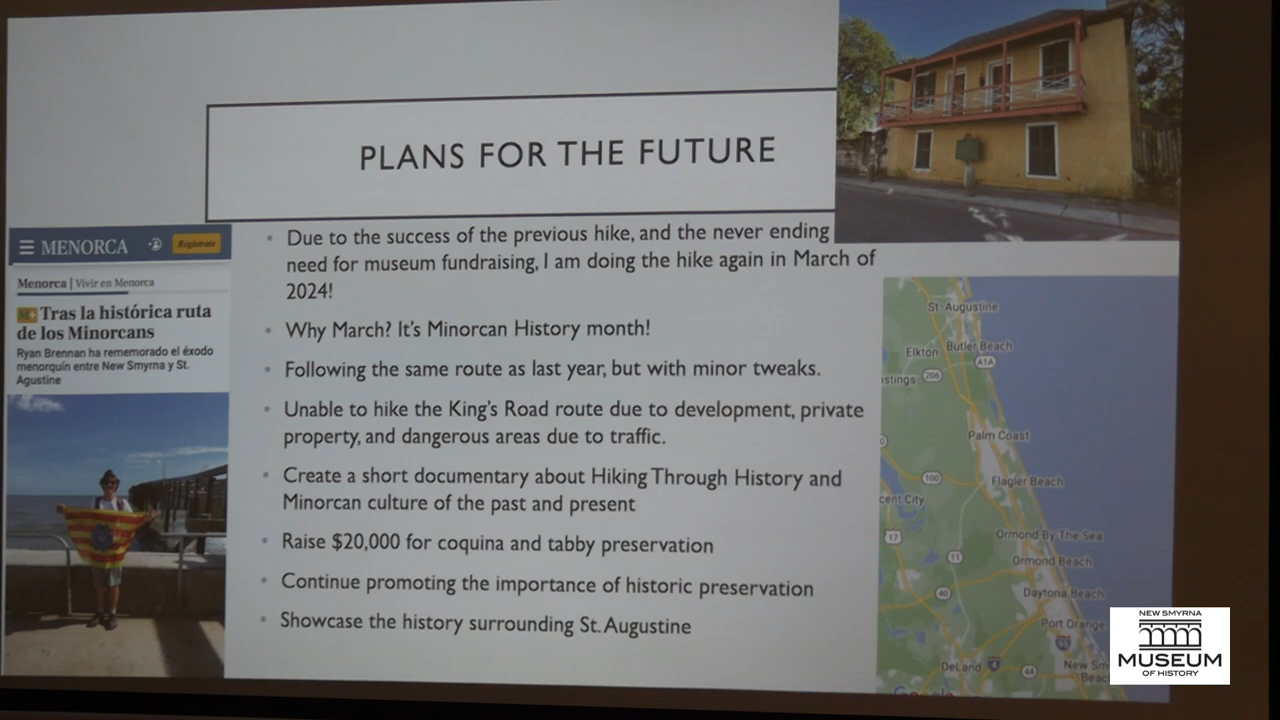 PLANS FOR THE FUTURE
MENORCA
Regístrate
Menorca | Vivir en Menorca
M+ Tras la histórica ruta
de los Minorcans
Ryan Brennan ha rememorado el éxodo
menorquín entre New Smyrna y St.
Agustine
• Due to the success of the previous hike, and the never ending
need for museum fundraising, I am doing the hike again in March of
2024!
• Why March? It's Minorcan History month!
• Following the same route as last year, but with minor tweaks.
• Unable to hike the King's Road route due to development, private
property, and dangerous areas due to traffic.
• Create a short documentary about Hiking Through History and
Minorcan culture of the past and present
• Raise $20,000 for coquina and tabby preservation
• Continue promoting the importance of historic preservation
• Showcase the history surrounding St. Augustine
St. Augustine
Butler Beach
Elkton
A1A
206
astings
Palm Coast
100
Flagler Beach
cent City
17
Ormond By The Sea
11
Ormond Beach
40
Daytona Beach
Port Orange
DeLand
4
44
New Sm
Beac
Google
NEW SMYRNA
MUSEUM
OF HISTORY